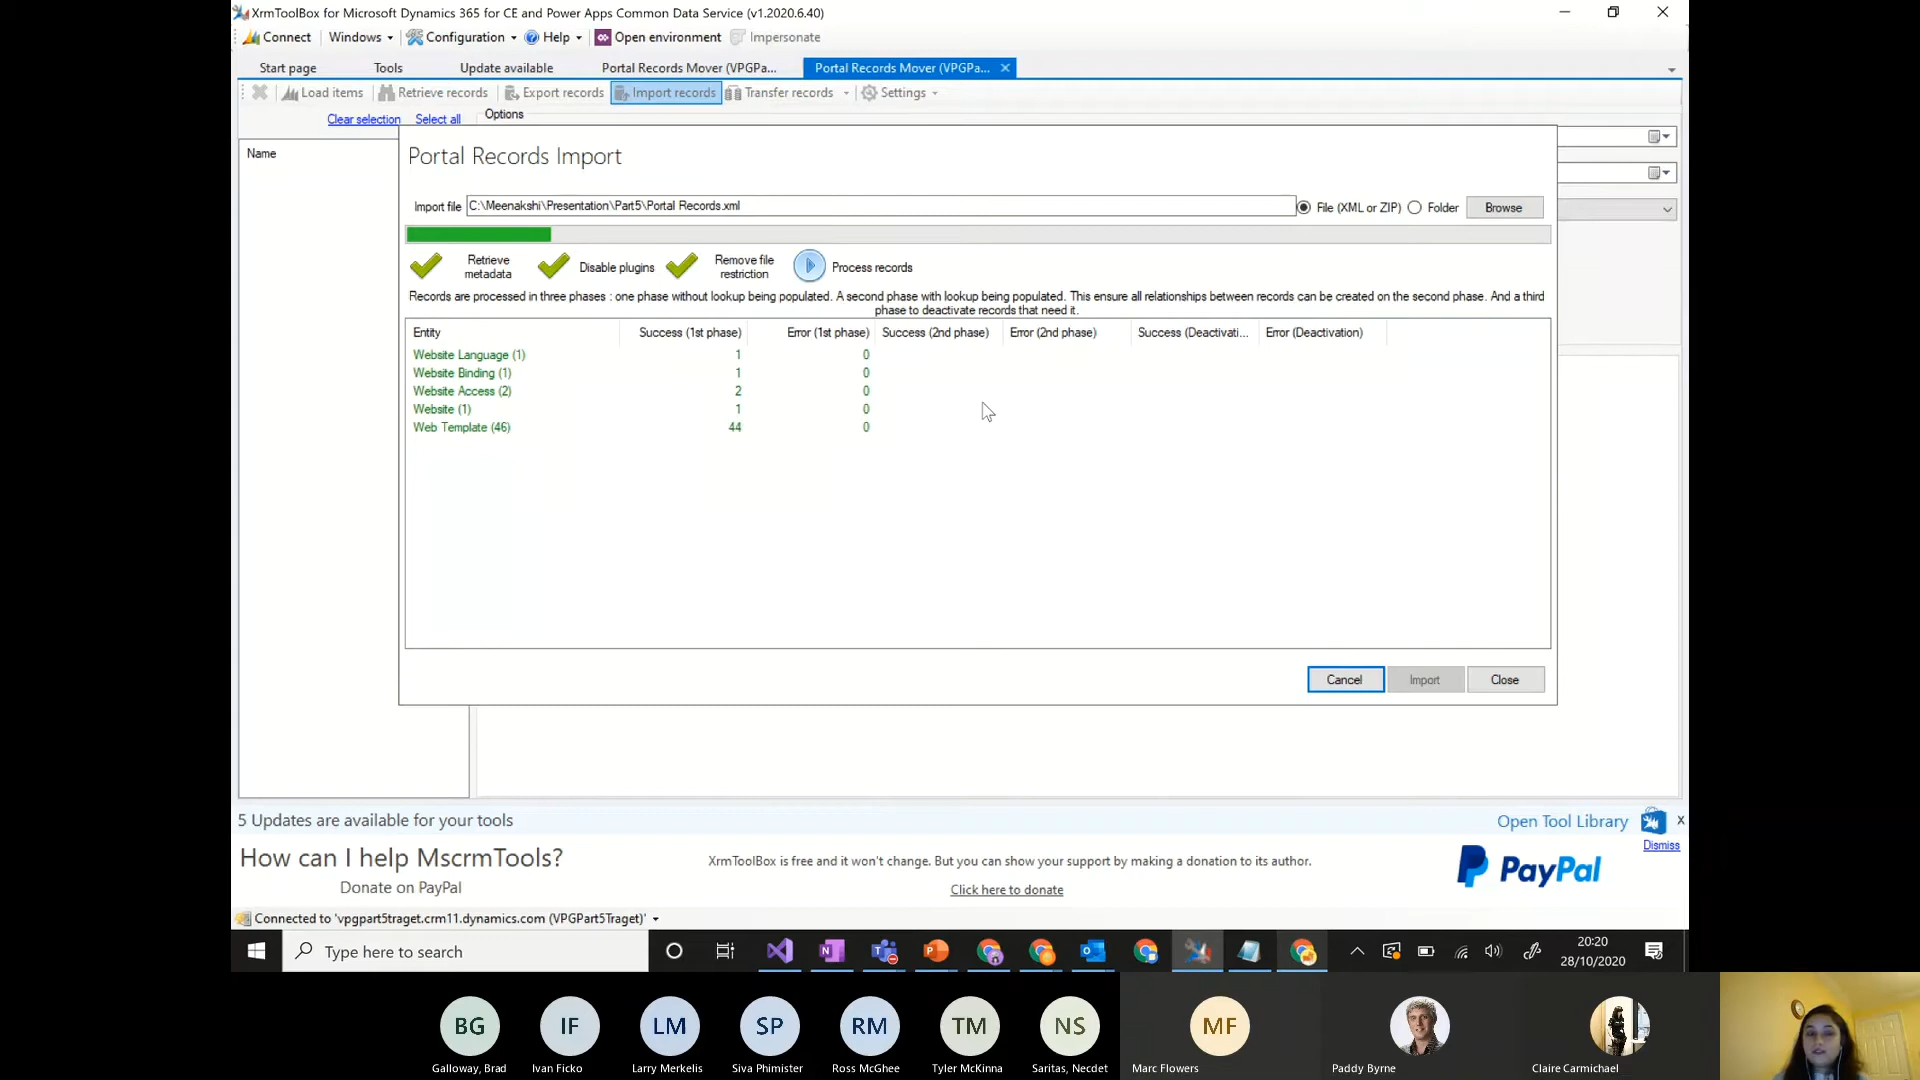 XrmToolBox for Microsoft Dynamics 365 for CE and Power Apps Common Data Service (v1.2020.6.40)
Connect Windows Configuration Help Open environment Impersonate
Start page Tools Update available Portal Records Mover (VPGPa... Portal Records Mover (VPGPa...
Load items Retrieve records Export records Import records Transfer records Settings
Clear selection Select all Options
Name
Portal Records Import
Import file C:\Meenakshi\Presentation\Part5\Portal Records.xml File (XML or ZIP) Folder Browse
Retrieve metadata Disable plugins Remove file restriction Process records
Records are processed in three phases : one phase without lookup being populated. A second phase with lookup being populated. This ensure all relationships between records can be created on the second phase. And a third
phase to deactivate records that need it.
Entity Success (1st phase) Error (1st phase) Success (2nd phase) Error (2nd phase) Success (Deactivati... Error (Deactivation)
Website Language (1) 1 0
Website Binding (1) 1 0
Website Access (2) 2 0
Website (1) 1 0
Web Template (46) 44 0
Cancel Import Close
5 Updates are available for your tools Open Tool Library x
Dismiss
How can I help MscrmTools?
Donate on PayPal
XrmToolBox is free and it won't change. But you can show your support by making a donation to its author.
Click here to donate
PayPal
Connected to 'vpgpart5traget.crm11.dynamics.com (VPGPart5Traget)'
Type here to search
20:20
28/10/2020
BG IF LM SP RM TM NS MF
Galloway, Brad Ivan Ficko Larry Merkelis Siva Phimister Ross McGhee Tyler McKinna Saritas, Necdet Marc Flowers Paddy Byrne Claire Carmichael